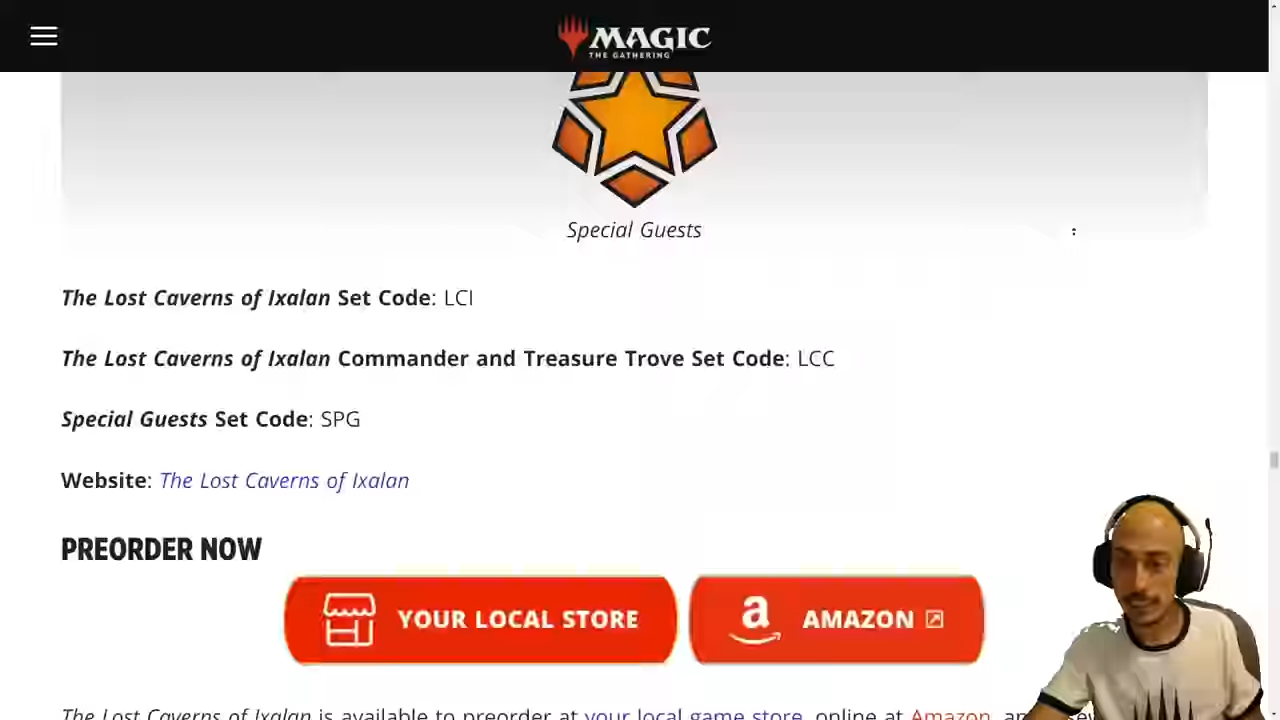 MAGIC
THE GATHERING
Special Guests
The Lost Caverns of Ixalan Set Code: LCI
The Lost Caverns of Ixalan Commander and Treasure Trove Set Code: LCC
Special Guests Set Code: SPG
Website: The Lost Caverns of Ixalan
PREORDER NOW
YOUR LOCAL STORE
a AMAZON
The Lost Caverns of Ixalan is available to preorder at your local game store, online at Amazon, an